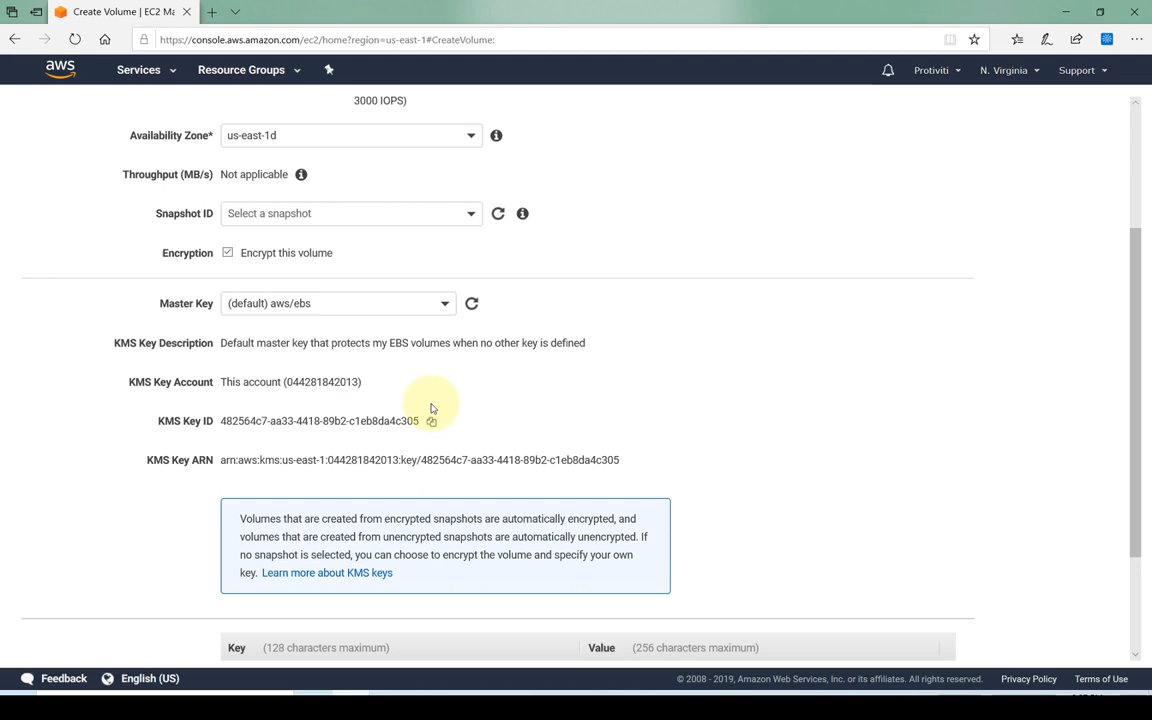 Create Volume | EC2 Ma
https://console.aws.amazon.com/ec2/home?region=us-east-1#CreateVolume:
aws Services Resource Groups Protiviti N. Virginia Support
3000 IOPS)
Availability Zone* us-east-1d
Throughput (MB/s) Not applicable
Snapshot ID Select a snapshot
Encryption Encrypt this volume
Master Key (default) aws/ebs
KMS Key Description Default master key that protects my EBS volumes when no other key is defined
KMS Key Account This account (044281842013)
KMS Key ID 482564c7-aa33-4418-89b2-c1eb8da4c305
KMS Key ARN arn:aws:kms:us-east-1:044281842013:key/482564c7-aa33-4418-89b2-c1eb8da4c305
Volumes that are created from encrypted snapshots are automatically encrypted, and
volumes that are created from unencrypted snapshots are automatically unencrypted. If
no snapshot is selected, you can choose to encrypt the volume and specify your own
key. Learn more about KMS keys
Key (128 characters maximum) Value (256 characters maximum)
Feedback English (US) © 2008 - 2019, Amazon Web Services, Inc. or its affiliates. All rights reserved. Privacy Policy Terms of Use